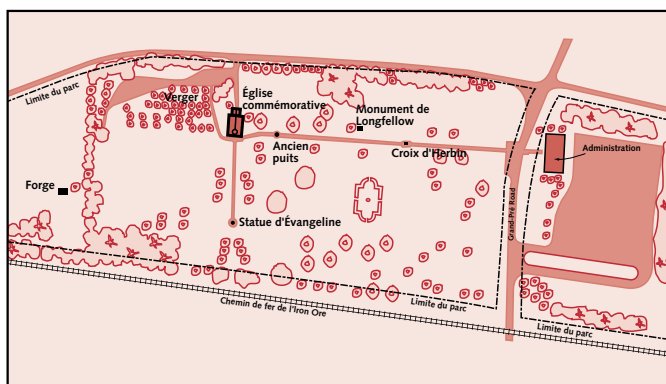 Limite du parc
Verger
Église
commémorative
Monument de
Longfellow
Ancien
puits
Croix d'Herbin
Administration
Forge
Statue d'Évangeline
Grand-Pré Road
Chemin de fer de l'Iron Ore
Limite du parc
Limite du parc